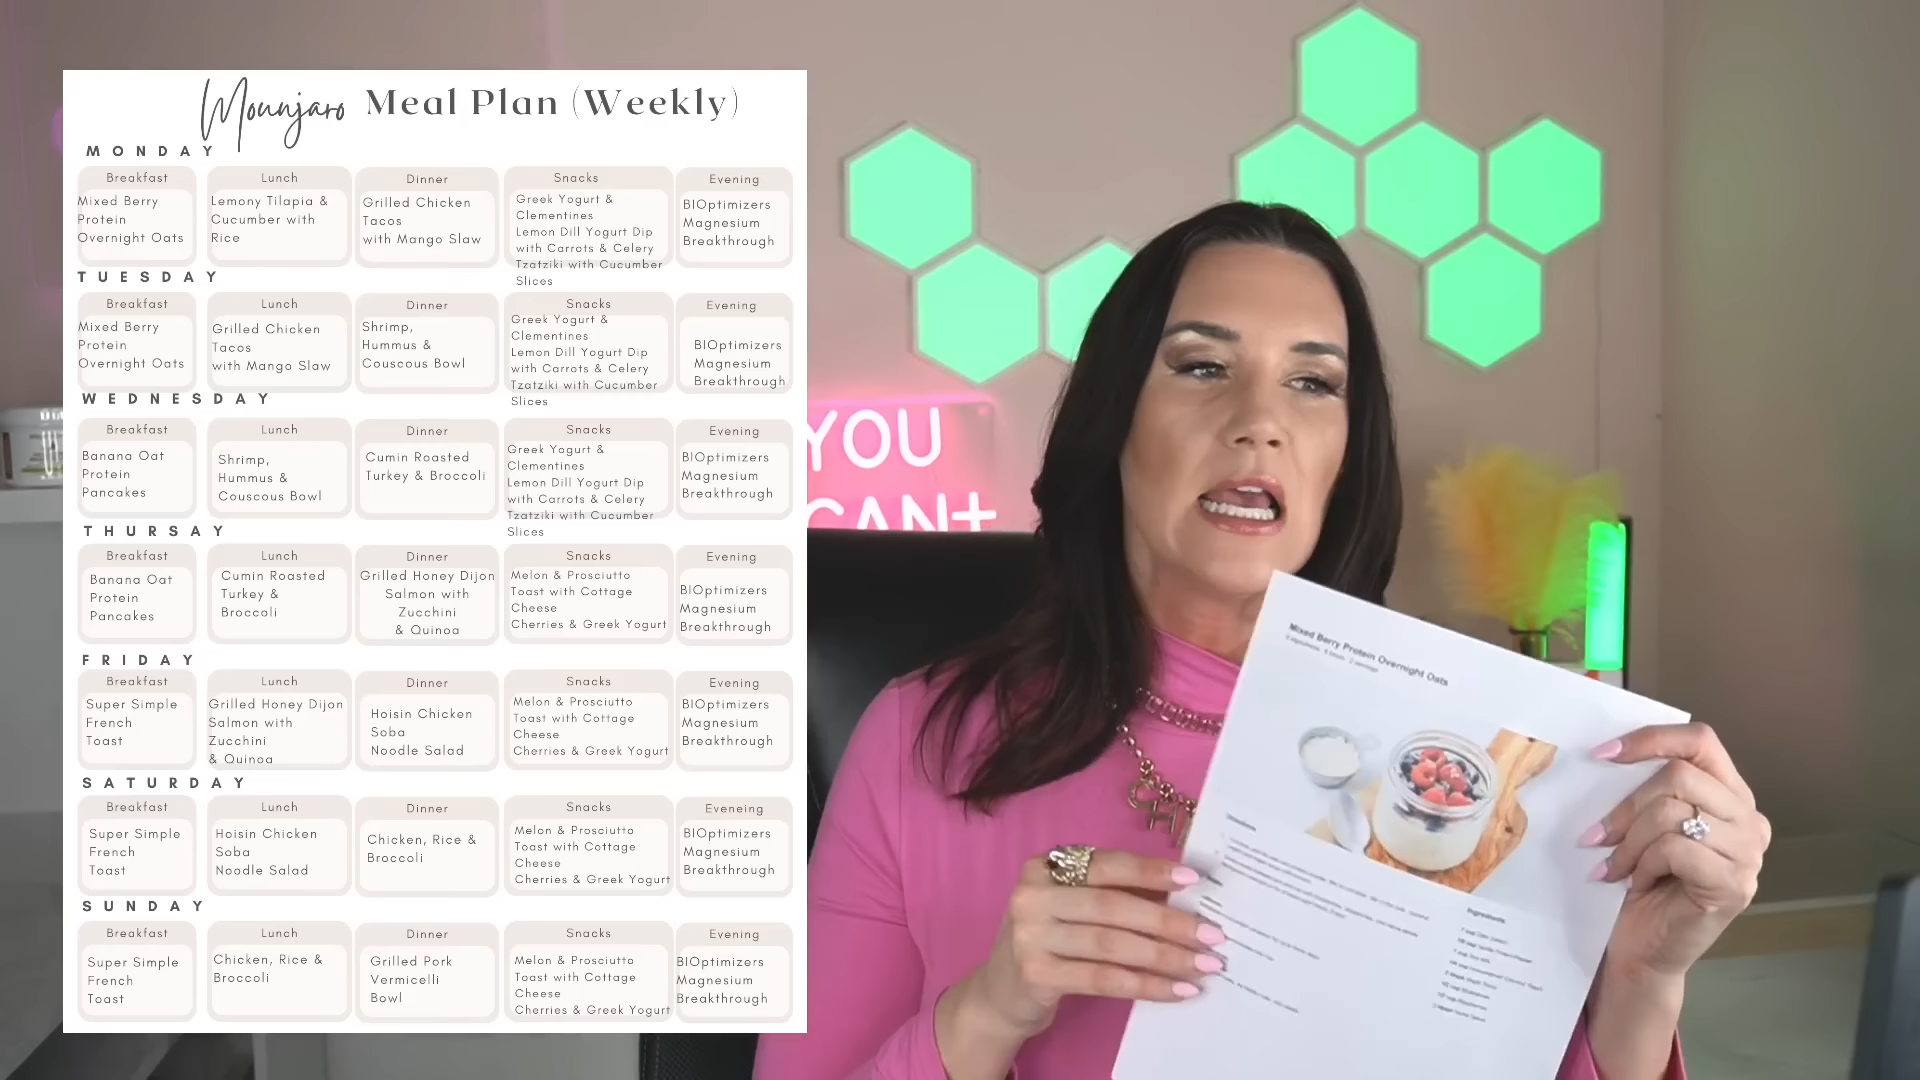 Mounjaro Meal Plan (Weekly)
MONDAY
Breakfast
Mixed Berry
Protein
Overnight Oats
Lunch
Lemony Tilapia &
Cucumber with
Rice
Dinner
Grilled Chicken
Tacos
with Mango Slaw
Snacks
Greek Yogurt &
Clementines
Lemon Dill Yogurt Dip
with Carrots & Celery
Tzatziki with Cucumber
Slices
Evening
BIOptimizers
Magnesium
Breakthrough
TUESDAY
Breakfast
Mixed Berry
Protein
Overnight Oats
Lunch
Grilled Chicken
Tacos
with Mango Slaw
Dinner
Shrimp,
Hummus &
Couscous Bowl
Snacks
Greek Yogurt &
Clementines
Lemon Dill Yogurt Dip
with Carrots & Celery
Tzatziki with Cucumber
Slices
Evening
BIOptimizers
Magnesium
Breakthrough
WEDNESDAY
Breakfast
Banana Oat
Protein
Pancakes
Lunch
Shrimp,
Hummus &
Couscous Bowl
Dinner
Cumin Roasted
Turkey & Broccoli
Snacks
Greek Yogurt &
Clementines
Lemon Dill Yogurt Dip
with Carrots & Celery
Tzatziki with Cucumber
Slices
Evening
BIOptimizers
Magnesium
Breakthrough
THURSAY
Breakfast
Banana Oat
Protein
Pancakes
Lunch
Cumin Roasted
Turkey &
Broccoli
Dinner
Grilled Honey Dijon
Salmon with
Zucchini
& Quinoa
Snacks
Melon & Prosciutto
Toast with Cottage
Cheese
Cherries & Greek Yogurt
Evening
BIOptimizers
Magnesium
Breakthrough
FRIDAY
Breakfast
Super Simple
French
Toast
Lunch
Grilled Honey Dijon
Salmon with
Zucchini
& Quinoa
Dinner
Hoisin Chicken
Soba
Noodle Salad
Snacks
Melon & Prosciutto
Toast with Cottage
Cheese
Cherries & Greek Yogurt
Evening
BIOptimizers
Magnesium
Breakthrough
SATURDAY
Breakfast
Super Simple
French
Toast
Lunch
Hoisin Chicken
Soba
Noodle Salad
Dinner
Chicken, Rice &
Broccoli
Snacks
Melon & Prosciutto
Toast with Cottage
Cheese
Cherries & Greek Yogurt
Eveneing
BIOptimizers
Magnesium
Breakthrough
SUNDAY
Breakfast
Super Simple
French
Toast
Lunch
Chicken, Rice &
Broccoli
Dinner
Grilled Pork
Vermicelli
Bowl
Snacks
Melon & Prosciutto
Toast with Cottage
Cheese
Cherries & Greek Yogurt
Evening
BIOptimizers
Magnesium
Breakthrough
YOU
CAN
Mixed Berry Protein Overnight Oats
Directions
Ingredients